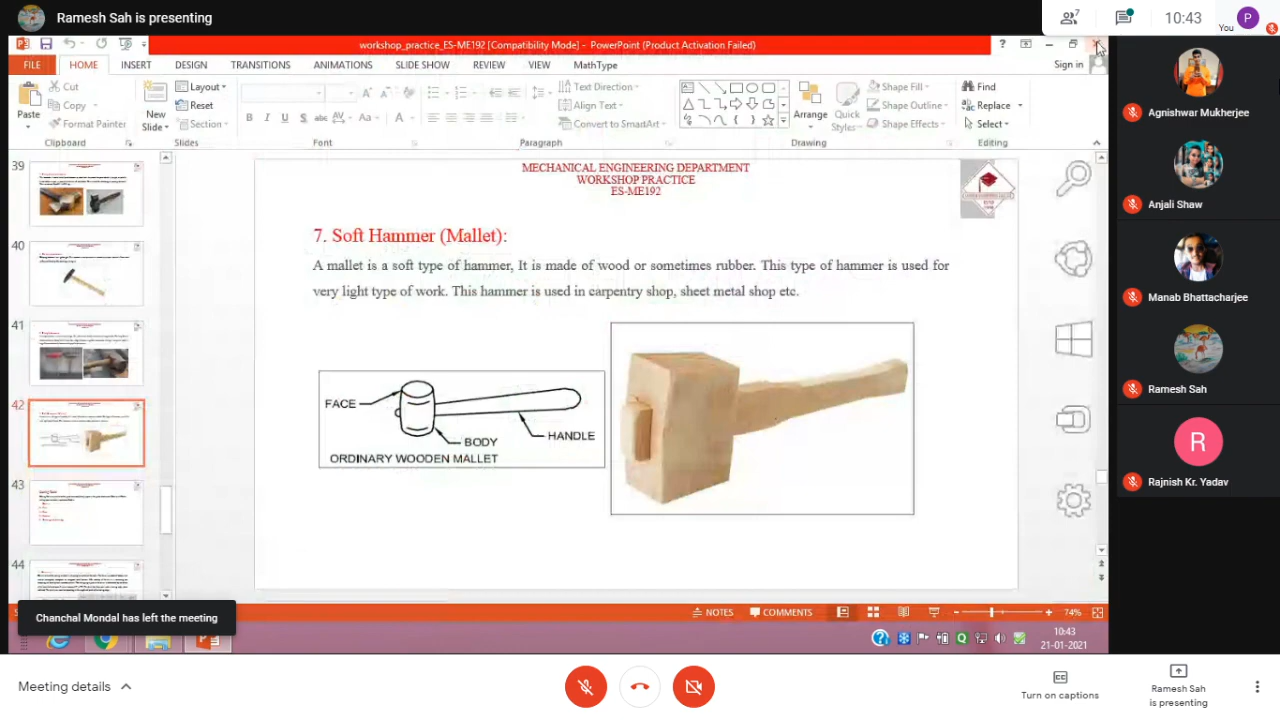 Ramesh Sah is presenting
7
10:43
You
P
workshop_practice_ES-ME192 [Compatibility Mode] - PowerPoint (Product Activation Failed)
FILE HOME INSERT DESIGN TRANSITIONS ANIMATIONS SLIDE SHOW REVIEW VIEW MathType
Sign in
Paste
Cut
Copy
Format Painter
Clipboard
New
Slide
Layout
Reset
Section
Slides
B I U S abc AV Aa A
Font
Text Direction
Align Text
Convert to SmartArt
Paragraph
Arrange
Quick
Styles
Shape Fill
Shape Outline
Shape Effects
Drawing
Find
Replace
Select
Editing
39
40
41
42
43
44
MECHANICAL ENGINEERING DEPARTMENT
WORKSHOP PRACTICE
ES-ME192
7. Soft Hammer (Mallet):
A mallet is a soft type of hammer, It is made of wood or sometimes rubber. This type of hammer is used for
very light type of work. This hammer is used in carpentry shop, sheet metal shop etc.
FACE
BODY
HANDLE
ORDINARY WOODEN MALLET
Agnishwar Mukherjee
Anjali Shaw
Manab Bhattacharjee
Ramesh Sah
R
Rajnish Kr. Yadav
NOTES
COMMENTS
74%
Chanchal Mondal has left the meeting
10:43
21-01-2021
Meeting details
Turn on captions
Ramesh Sah
is presenting